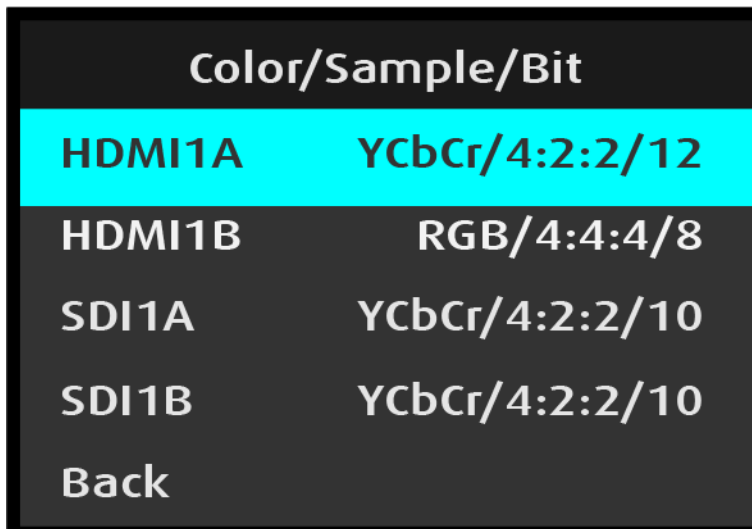 Color/Sample/Bit
HDMI1A YCbCr/4:2:2/12
HDMI1B RGB/4:4:4/8
SDI1A YCbCr/4:2:2/10
SDI1B YCbCr/4:2:2/10
Back